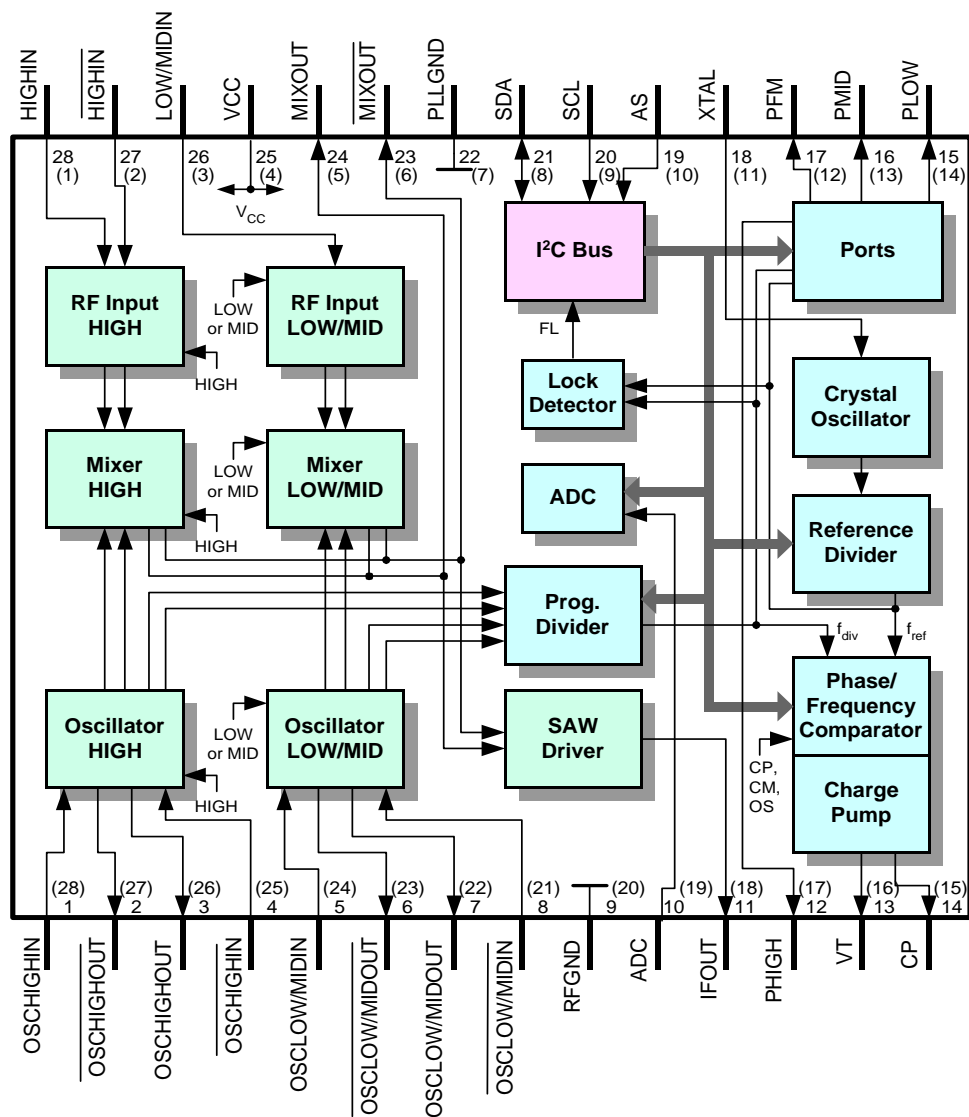 HIGHIN
HIGHIN
LOW/MIDIN
VCC
MIXOUT
MIXOUT
PLLGND
SDA
SCL
AS
XTAL
PFM
PMID
PLOW
28
(1)
27
(2)
26
(3)
25
(4)
24
(5)
23
(6)
22
(7)
21
(8)
20
(9)
19
(10)
18
(11)
17
(12)
16
(13)
15
(14)
VCC
RF Input
HIGH
HIGH
LOW
or MID
RF Input
LOW/MID
I²C Bus
Ports
FL
Lock
Detector
Crystal
Oscillator
Mixer
HIGH
HIGH
LOW
or MID
Mixer
LOW/MID
ADC
Reference
Divider
Prog.
Divider
fdiv
fref
Oscillator
HIGH
HIGH
LOW
or MID
Oscillator
LOW/MID
SAW
Driver
Phase/
Frequency
Comparator
CP,
CM,
OS
Charge
Pump
(28)
1
(27)
2
(26)
3
(25)
4
(24)
5
(23)
6
(22)
7
(21)
8
(20)
9
(19)
10
(18)
11
(17)
12
(16)
13
(15)
14
OSCHIGHIN
OSCHIGHOUT
OSCHIGHOUT
OSCHIGHIN
OSCLOW/MIDIN
OSCLOW/MIDOUT
OSCLOW/MIDOUT
OSCLOW/MIDIN
RFGND
ADC
IFOUT
PHIGH
VT
CP